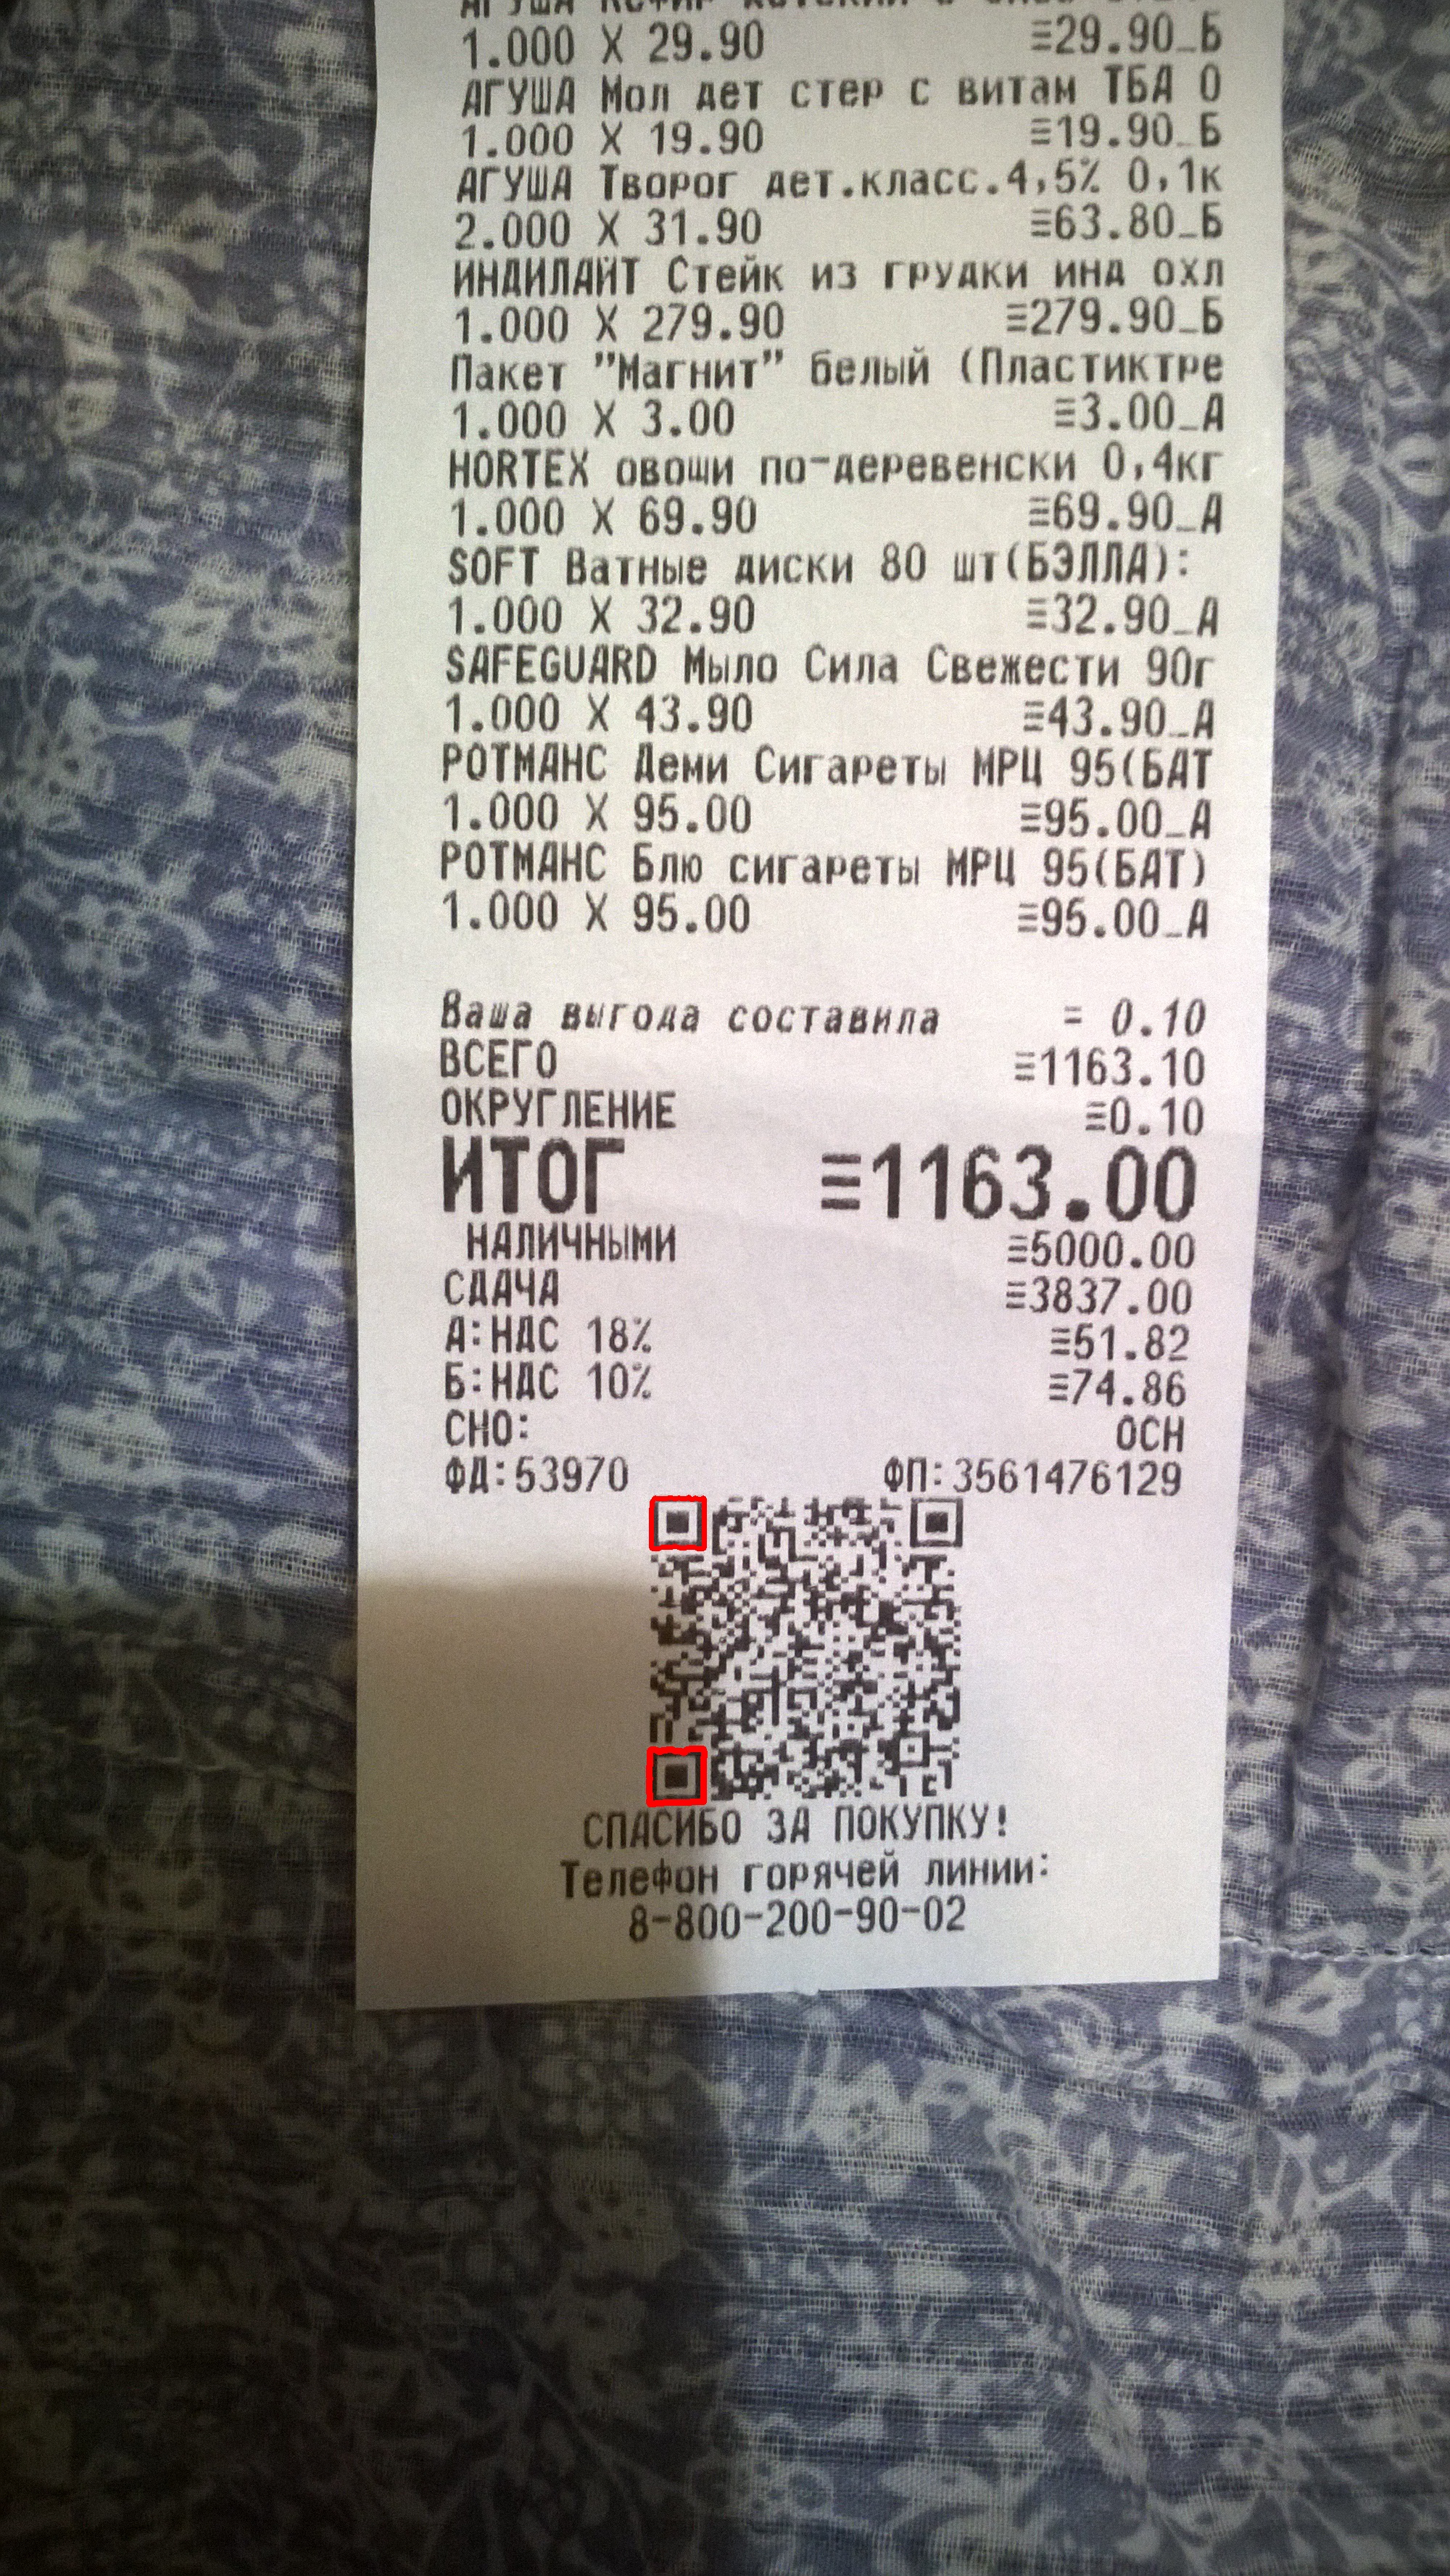 АГУША
1.000 X 29.90 ≡29.90_Б
АГУША Мол дет стер с витам ТБА 0
1.000 X 19.90 ≡19.90_Б
АГУША Творог дет.класс.4,5% 0,1к
2.000 X 31.90 ≡63.80_Б
ИНДИЛАЙТ Стейк из грудки инд охл
1.000 X 279.90 ≡279.90_Б
Пакет "Магнит" белый (Пластиктре
1.000 X 3.00 ≡3.00_А
HORTEX овощи по-деревенски 0,4кг
1.000 X 69.90 ≡69.90_А
SOFT Ватные диски 80 шт(БЭЛЛА):
1.000 X 32.90 ≡32.90_А
SAFEGUARD Мыло Сила Свежести 90г
1.000 X 43.90 ≡43.90_А
РОТМАНС Деми Сигареты МРЦ 95(БАТ
1.000 X 95.00 ≡95.00_А
РОТМАНС Блю сигареты МРЦ 95(БАТ)
1.000 X 95.00 ≡95.00_А
Ваша выгода составила = 0.10
ВСЕГО ≡1163.10
ОКРУГЛЕНИЕ ≡0.10
ИТОГ ≡1163.00
НАЛИЧНЫМИ ≡5000.00
СДАЧА ≡3837.00
А:НДС 18% ≡51.82
Б:НДС 10% ≡74.86
СНО: ОСН
ФД:53970 ФП:3561476129
СПАСИБО ЗА ПОКУПКУ!
Телефон горячей линии:
8-800-200-90-02